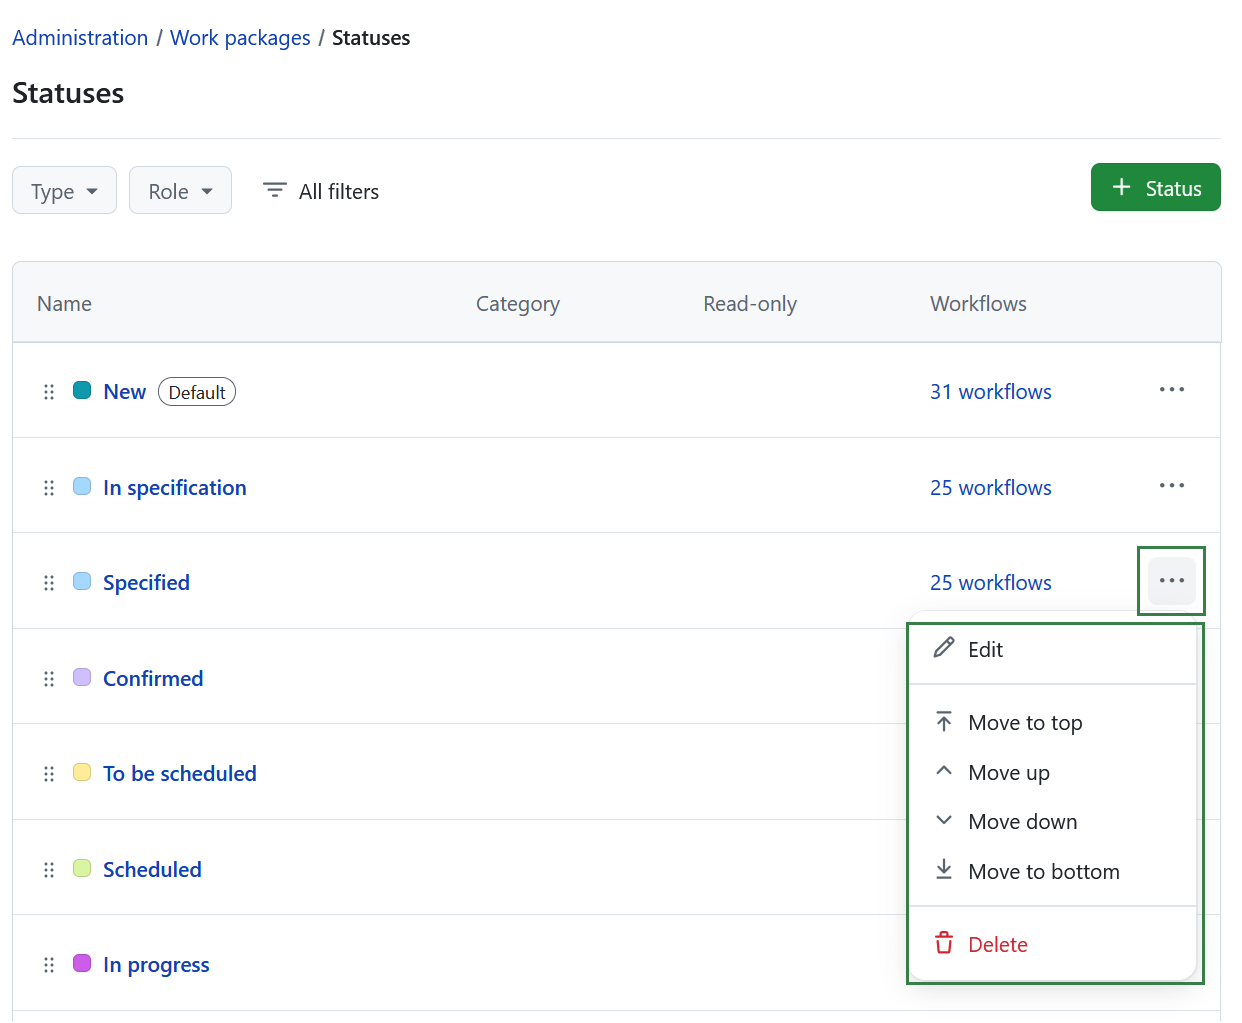 Administration / Work packages / Statuses
Statuses
Type
Role
All filters
+ Status
Name Category Read-only Workflows
New Default 31 workflows ...
In specification 25 workflows ...
Specified 25 workflows ...
Edit
Confirmed
Move to top
To be scheduled
Move up
Move down
Scheduled
Move to bottom
In progress
Delete